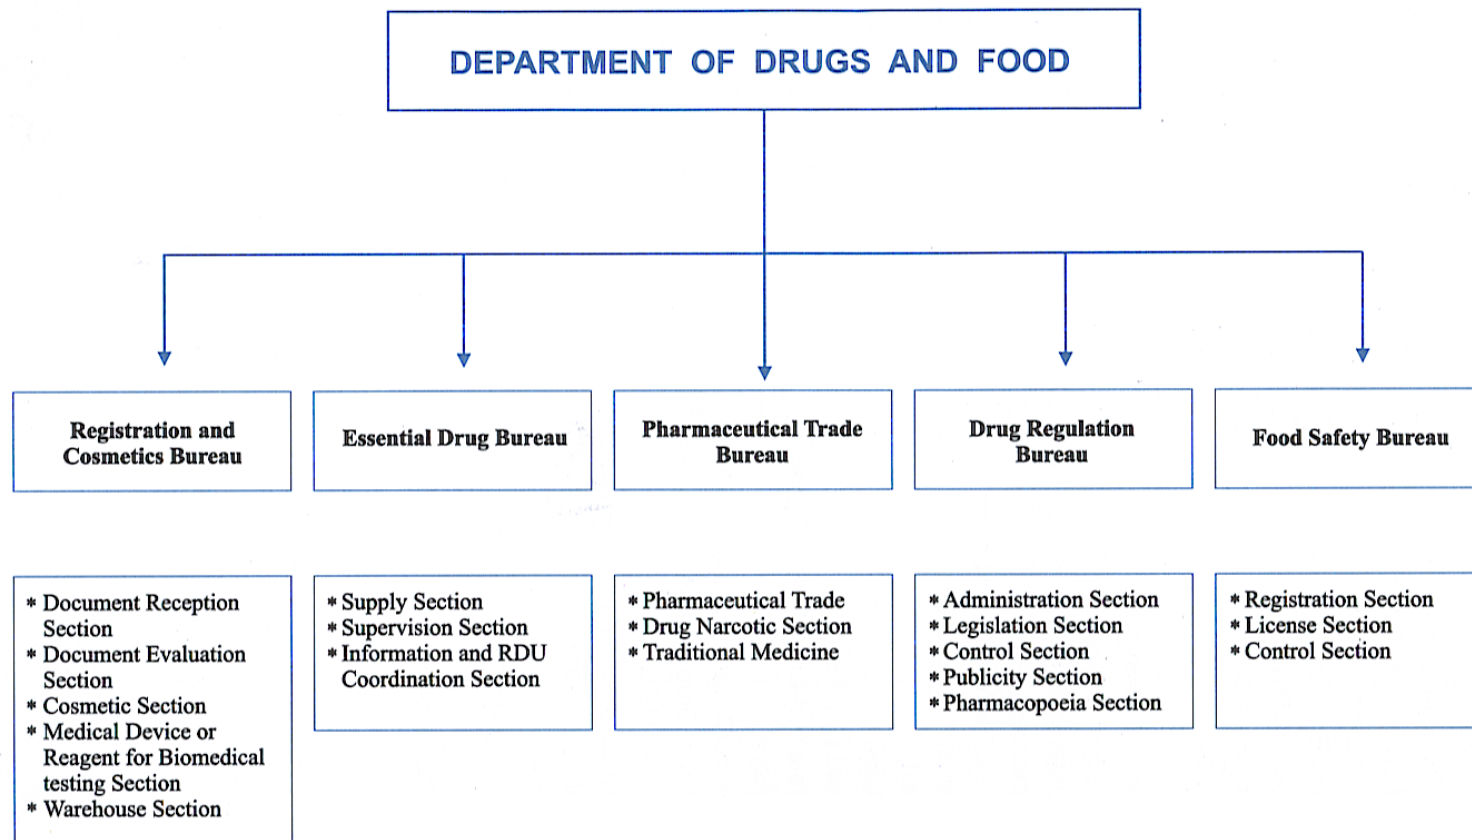 DEPARTMENT OF DRUGS AND FOOD
Registration and
Cosmetics Bureau
Essential Drug Bureau
Pharmaceutical Trade
Bureau
Drug Regulation
Bureau
Food Safety Bureau
* Document Reception
Section
* Document Evaluation
Section
* Cosmetic Section
* Medical Device or
Reagent for Biomedical
testing Section
* Warehouse Section
* Supply Section
* Supervision Section
* Information and RDU
Coordination Section
* Pharmaceutical Trade
* Drug Narcotic Section
* Traditional Medicine
* Administration Section
* Legislation Section
* Control Section
* Publicity Section
* Pharmacopoeia Section
* Registration Section
* License Section
* Control Section